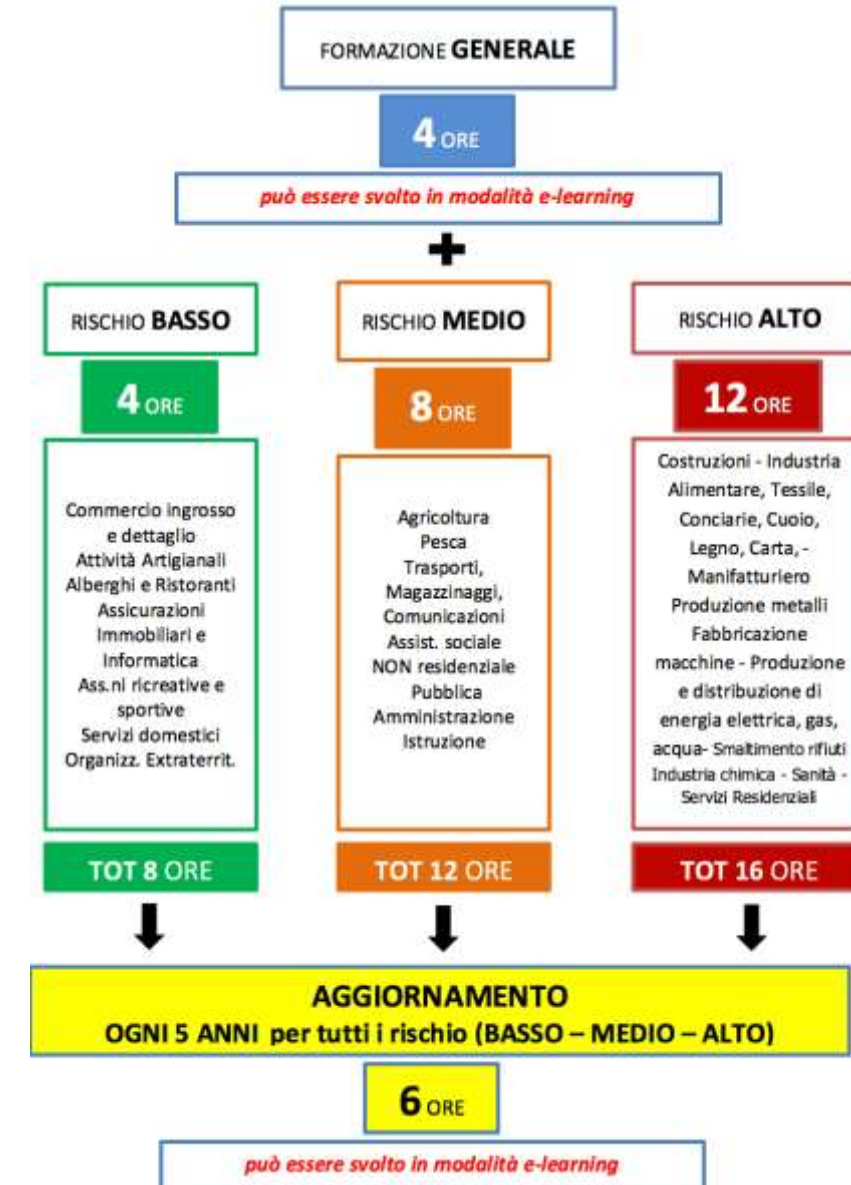 FORMAZIONE GENERALE
4 ORE
può essere svolto in modalità e-learning
+
RISCHIO BASSO
4 ORE
Commercio ingrosso
e dettaglio
Attività Artigianali
Alberghi e Ristoranti
Assicurazioni
Immobiliari e
Informatica
Ass.ni ricreative e
sportive
Servizi domestici
Organizz. Extraterrit.
TOT 8 ORE
RISCHIO MEDIO
8 ORE
Agricoltura
Pesca
Trasporti,
Magazzinaggi,
Comunicazioni
Assist. sociale
NON residenziale
Pubblica
Amministrazione
Istruzione
TOT 12 ORE
RISCHIO ALTO
12 ORE
Costruzioni - Industria
Alimentare, Tessile,
Conciarie, Cuoio,
Legno, Carta, -
Manifatturiero
Produzione metalli
Fabbricazione
macchine - Produzione
e distribuzione di
energia elettrica, gas,
acqua- Smaltimento rifiuti
Industria chimica - Sanità -
Servizi Residenziali
TOT 16 ORE
AGGIORNAMENTO
OGNI 5 ANNI per tutti i rischio (BASSO – MEDIO – ALTO)
6 ORE
può essere svolto in modalità e-learning